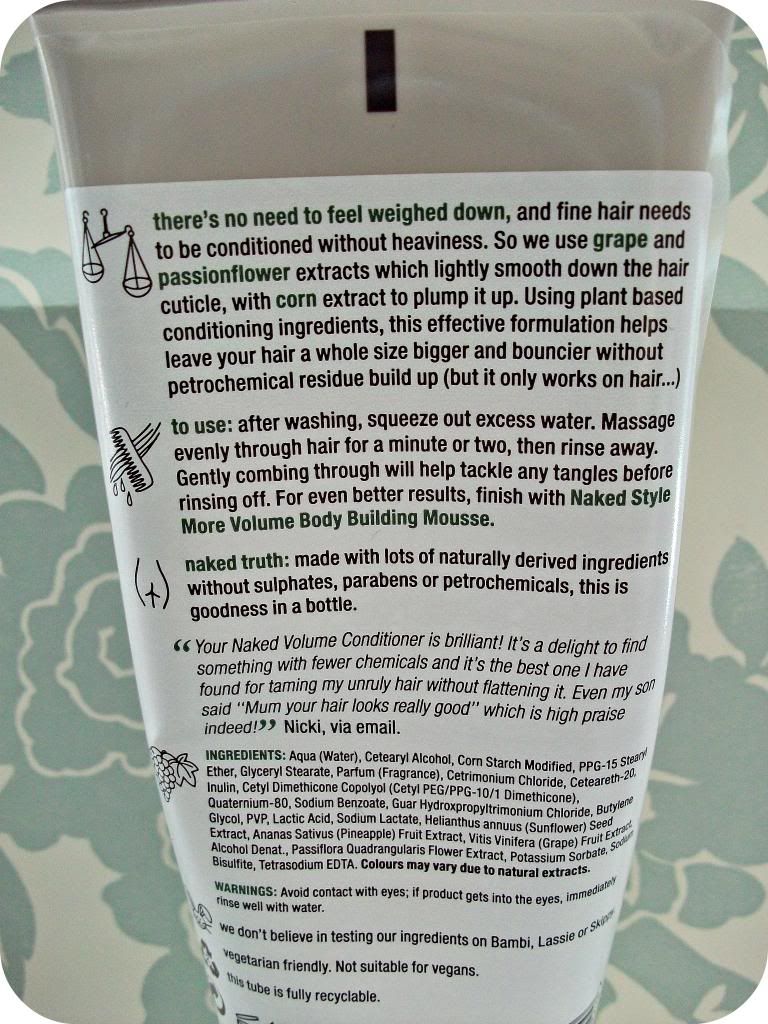 there's no need to feel weighed down, and fine hair needs
to be conditioned without heaviness. So we use grape and
passionflower extracts which lightly smooth down the hair
cuticle, with corn extract to plump it up. Using plant based
conditioning ingredients, this effective formulation helps
leave your hair a whole size bigger and bouncier without
petrochemical residue build up (but it only works on hair...)
to use: after washing, squeeze out excess water. Massage
evenly through hair for a minute or two, then rinse away.
Gently combing through will help tackle any tangles before
rinsing off. For even better results, finish with Naked Style
More Volume Body Building Mousse.
naked truth: made with lots of naturally derived ingredients
without sulphates, parabens or petrochemicals, this is
goodness in a bottle.
“Your Naked Volume Conditioner is brilliant! It's a delight to find
something with fewer chemicals and it's the best one I have
found for taming my unruly hair without flattening it. Even my son
said "Mum your hair looks really good" which is high praise
indeed!” Nicki, via email.
INGREDIENTS: Aqua (Water), Cetearyl Alcohol, Corn Starch Modified, PPG-15 Stearyl
Ether, Glyceryl Stearate, Parfum (Fragrance), Cetrimonium Chloride, Ceteareth-20,
Inulin, Cetyl Dimethicone Copolyol (Cetyl PEG/PPG-10/1 Dimethicone),
Quaternium-80, Sodium Benzoate, Guar Hydroxpropyltrimonium Chloride, Butylene
Glycol, PVP, Lactic Acid, Sodium Lactate, Helianthus annuus (Sunflower) Seed
Extract, Ananas Sativus (Pineapple) Fruit Extract, Vitis Vinifera (Grape) Fruit Extract,
Alcohol Denat., Passiflora Quadrangularis Flower Extract, Potassium Sorbate, Sodium
Bisulfite, Tetrasodium EDTA. Colours may vary due to natural extracts.
WARNINGS: Avoid contact with eyes; if product gets into the eyes, immediately
rinse well with water.
we don't believe in testing our ingredients on Bambi, Lassie or Skippy.
vegetarian friendly. Not suitable for vegans.
this tube is fully recyclable.